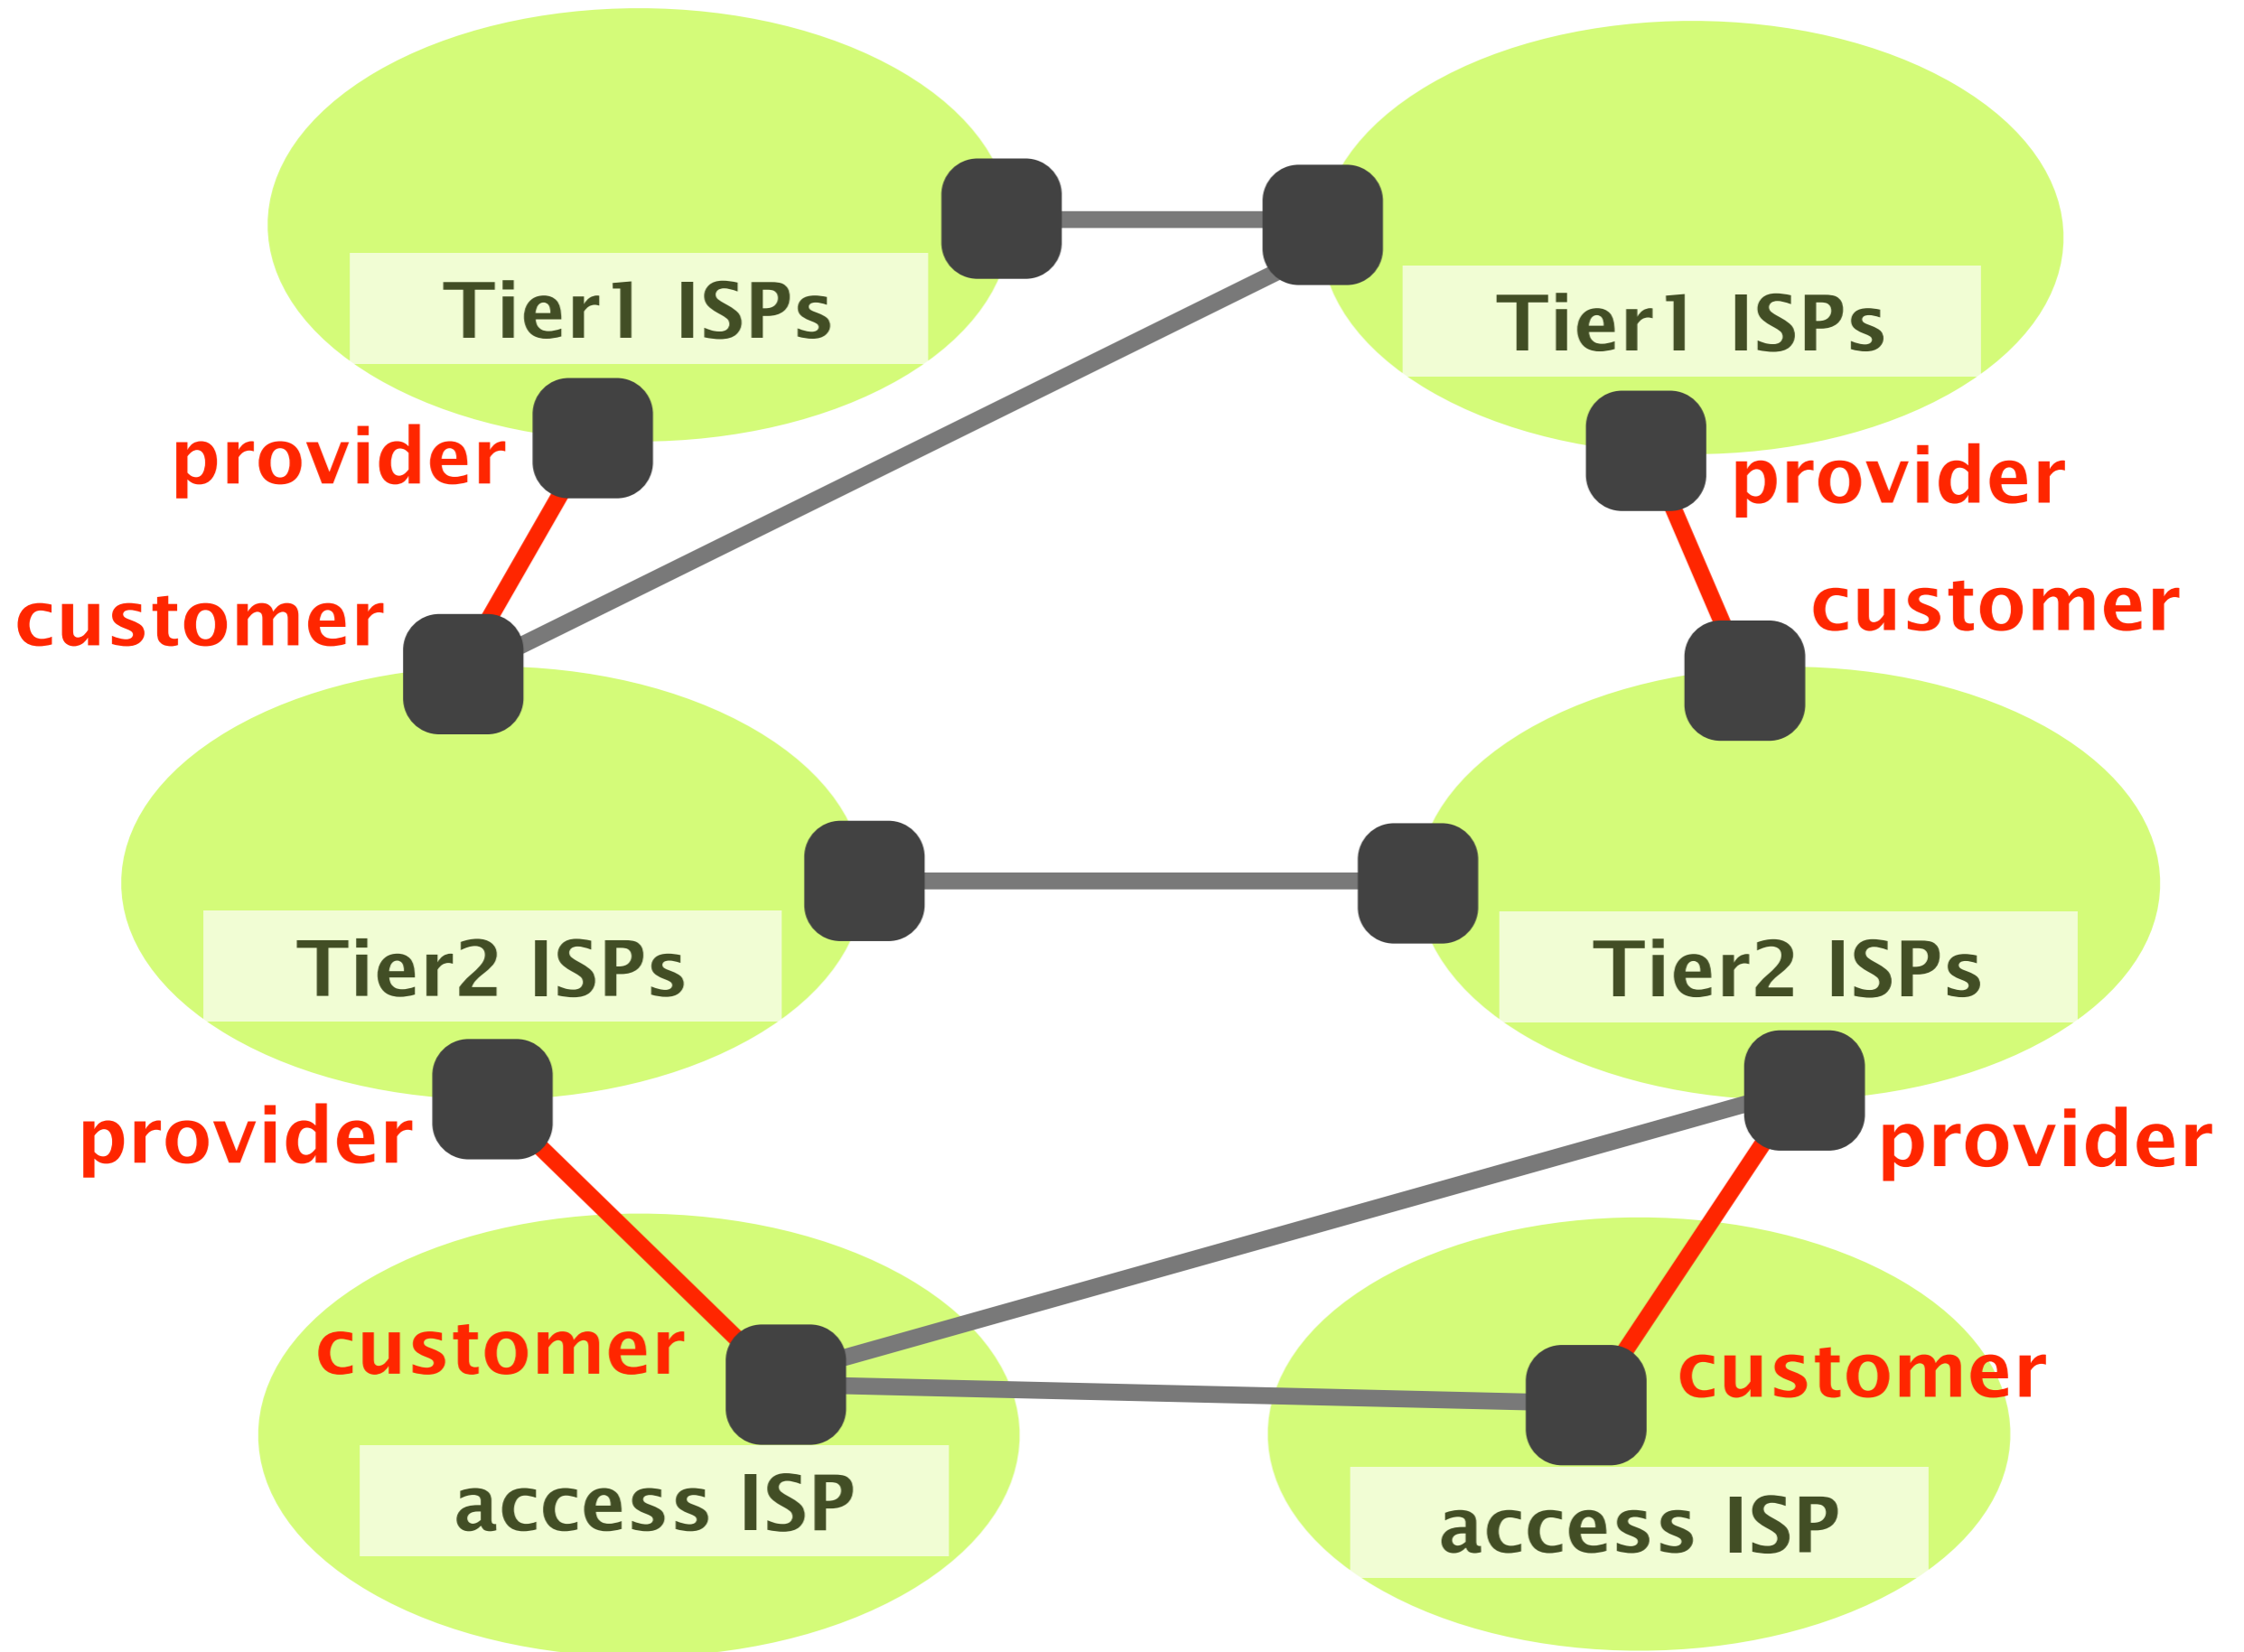 Tier1 ISPs
Tier1 ISPs
provider
provider
customer
customer
Tier2 ISPs
Tier2 ISPs
provider
provider
customer
customer
access ISP
access ISP